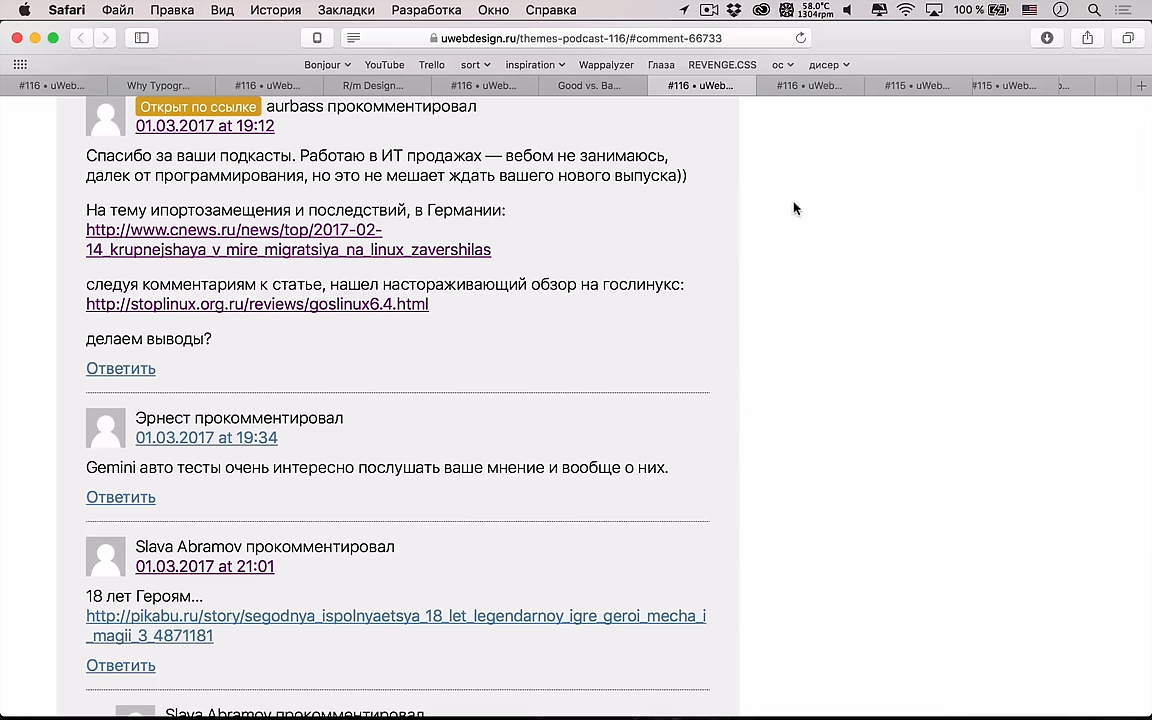 Safari Файл Правка Вид История Закладки Разработка Окно Справка 58.0°C 1304rpm 100 %
uwebdesign.ru/themes-podcast-116/#comment-66733
Bonjour YouTube Trello sort inspiration Wappalyzer Глаза REVENGE.CSS ос дисер
#116 • uWeb... Why Typogr... #116 • uWeb... R/m Design... #116 • uWeb... Good vs. Ba... #116 • uWeb... #116 • uWeb... #115 • uWeb... #115 • uWeb...
Открыт по ссылке aurbass прокомментировал
01.03.2017 at 19:12
Спасибо за ваши подкасты. Работаю в ИТ продажах — вебом не занимаюсь,
далек от программирования, но это не мешает ждать вашего нового выпуска))
На тему ипортозамещения и последствий, в Германии:
http://www.cnews.ru/news/top/2017-02-
14_krupnejshaya_v_mire_migratsiya_na_linux_zavershilas
следуя комментариям к статье, нашел настораживающий обзор на гослинукс:
http://stoplinux.org.ru/reviews/goslinux6.4.html
делаем выводы?
Ответить
Эрнест прокомментировал
01.03.2017 at 19:34
Gemini авто тесты очень интересно послушать ваше мнение и вообще о них.
Ответить
Slava Abramov прокомментировал
01.03.2017 at 21:01
18 лет Героям...
http://pikabu.ru/story/segodnya_ispolnyaetsya_18_let_legendarnoy_igre_geroi_mecha_i
_magii_3_4871181
Ответить
Slava Abramov прокомментировал